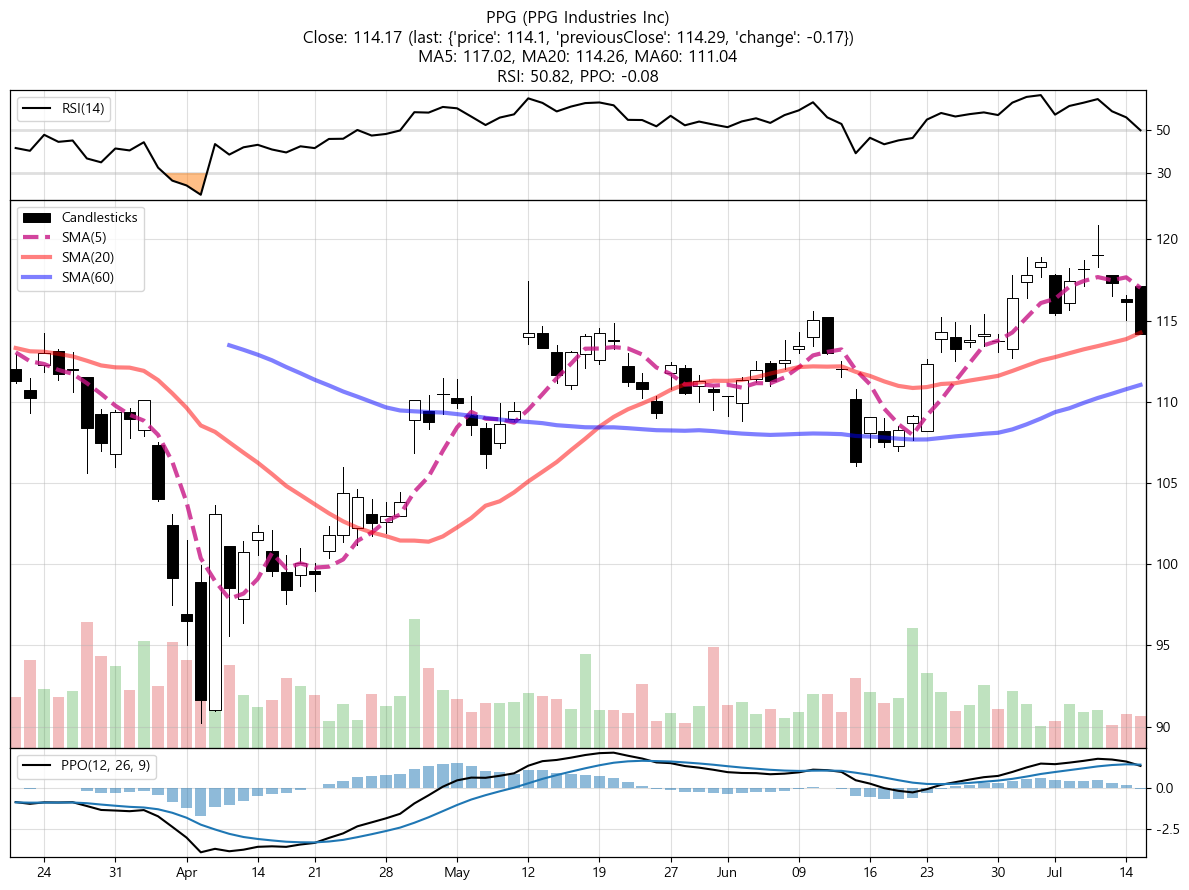 PPG (PPG Industries Inc)
Close: 114.17 (last: {'price': 114.1, 'previousClose': 114.29, 'change': -0.17})
MA5: 117.02, MA20: 114.26, MA60: 111.04
RSI: 50.82, PPO: -0.08
RSI(14)
50
30
Candlesticks
SMA(5)
SMA(20)
SMA(60)
120
115
110
105
100
95
90
PPO(12, 26, 9)
0.0
-2.5
24 31 Apr 14 21 28 May 12 19 27 Jun 09 16 23 30 Jul 14